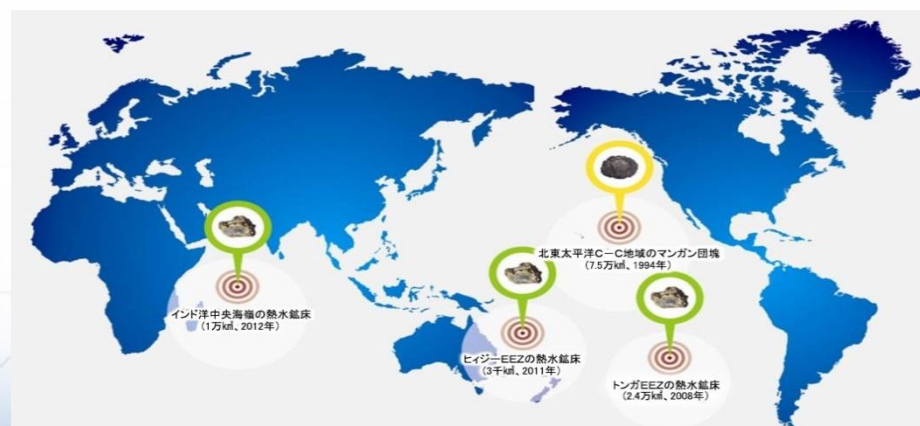 北東太平洋C－C地域のマンガン団塊
(7.5万㎢、1994年)
インド洋中央海嶺の熱水鉱床
(1万㎢、2012年)
ヒィジーEEZの熱水鉱床
(3千㎢、2011年)
トンガEEZの熱水鉱床
(2.4万㎢、2008年)